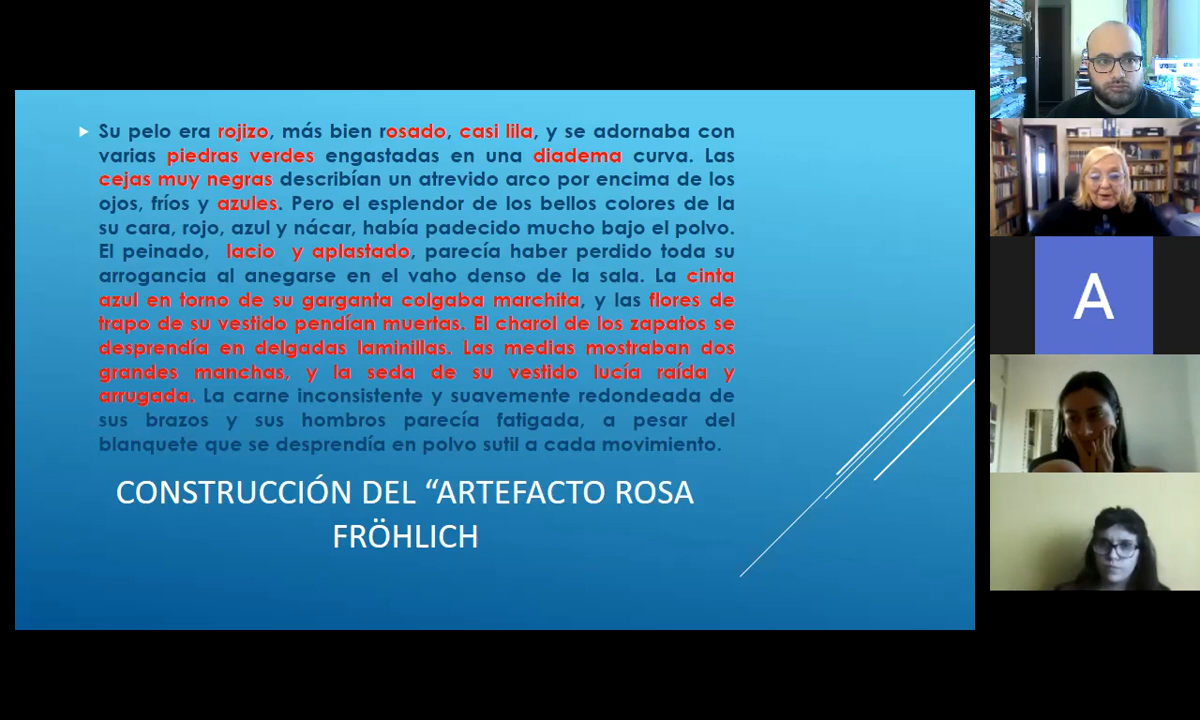 Su pelo era rojizo, más bien rosado, casi lila, y se adornaba con
varias piedras verdes engastadas en una diadema curva. Las
cejas muy negras describían un atrevido arco por encima de los
ojos, fríos y azules. Pero el esplendor de los bellos colores de la
su cara, rojo, azul y nácar, había padecido mucho bajo el polvo.
El peinado, lacio y aplastado, parecía haber perdido toda su
arrogancia al anegarse en el vaho denso de la sala. La cinta
azul en torno de su garganta colgaba marchita, y las flores de
trapo de su vestido pendían muertas. El charol de los zapatos se
desprendía en delgadas laminillas. Las medias mostraban dos
grandes manchas, y la seda de su vestido lucía raída y
arrugada. La carne inconsistente y suavemente redondeada de
sus brazos y sus hombros parecía fatigada, a pesar del
blanquete que se desprendía en polvo sutil a cada movimiento.
CONSTRUCCIÓN DEL “ARTEFACTO ROSA
FRÖHLICH
A